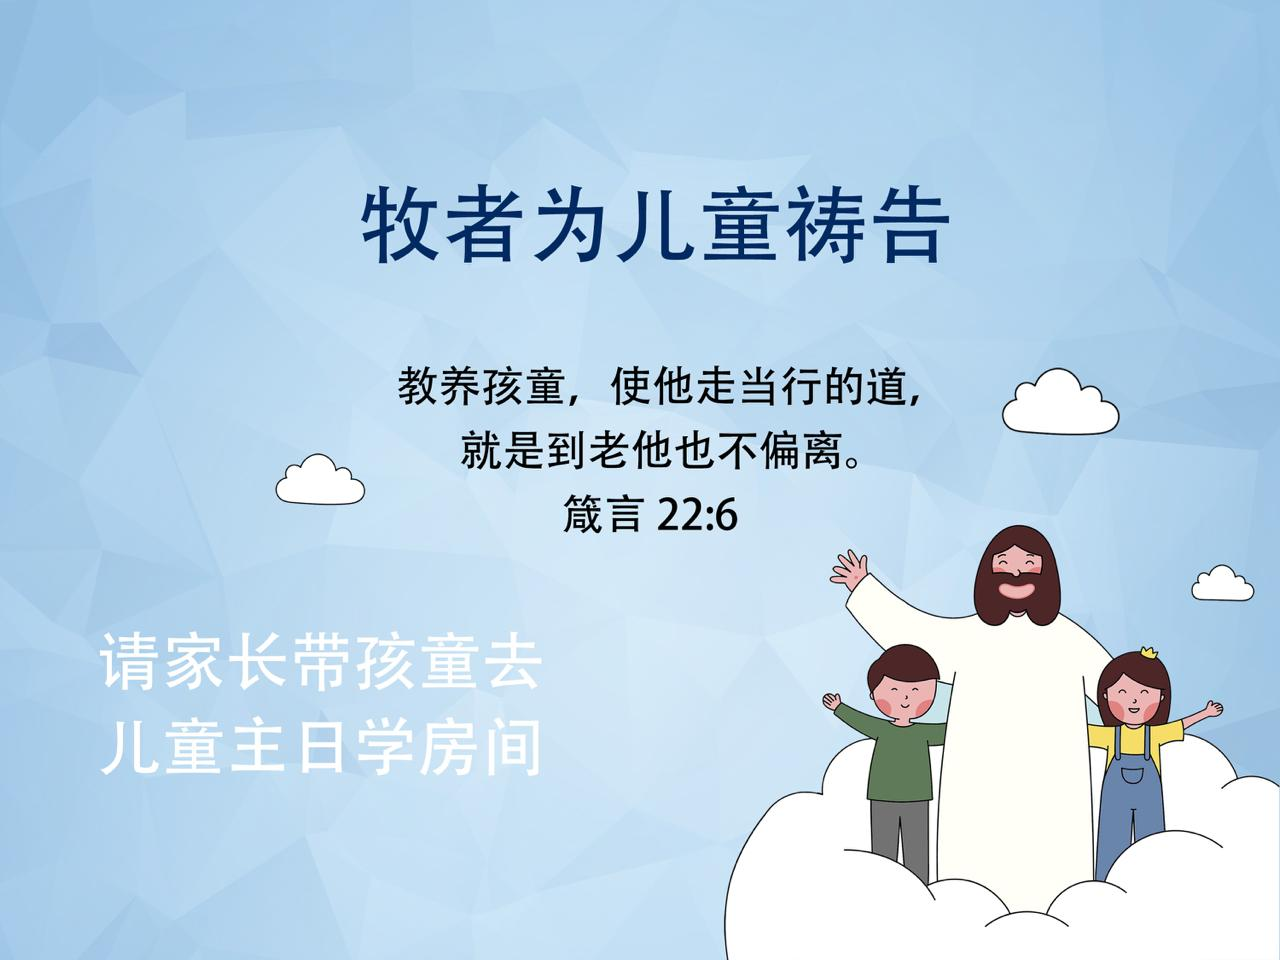 牧者为儿童祷告
教养孩童，使他走当行的道,
就是到老他也不偏离。
箴言 22:6
请家长带孩童去
儿童主日学房间